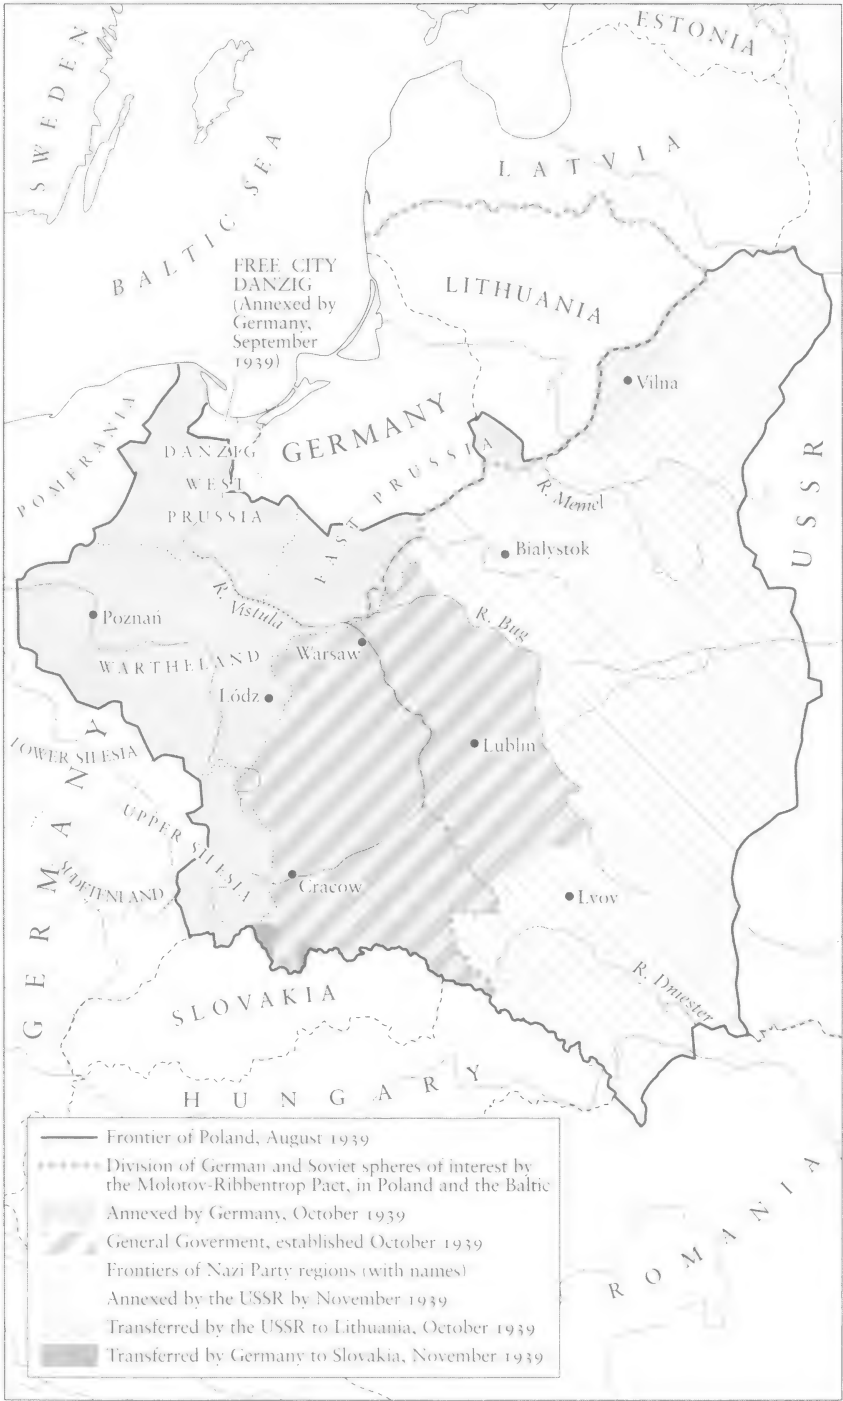 SWEDEN
ESTONIA
LATVIA
BALTIC SEA
FREE CITY
DANZIG
(Annexed by
Germany,
September
1939)
LITHUANIA
Vilna
POMERANIA
DANZIG
WEST
PRUSSIA
GERMANY
EAST PRUSSIA
R. Memel
USSR
Bialystok
Poznań
R. Vistula
R. Bug
WARTHELAND
Warsaw
Łódz
Lublin
LOWER SILESIA
GERMANY
UPPER SILESIA
SUDETENLAND
Cracow
Lvov
R. Dniester
SLOVAKIA
HUNGARY
ROMANIA
Frontier of Poland, August 1939
Division of German and Soviet spheres of interest by
the Molotov-Ribbentrop Pact, in Poland and the Baltic
Annexed by Germany, October 1939
General Goverment, established October 1939
Frontiers of Nazi Party regions (with names)
Annexed by the USSR by November 1939
Transferred by the USSR to Lithuania, October 1939
Transferred by Germany to Slovakia, November 1939